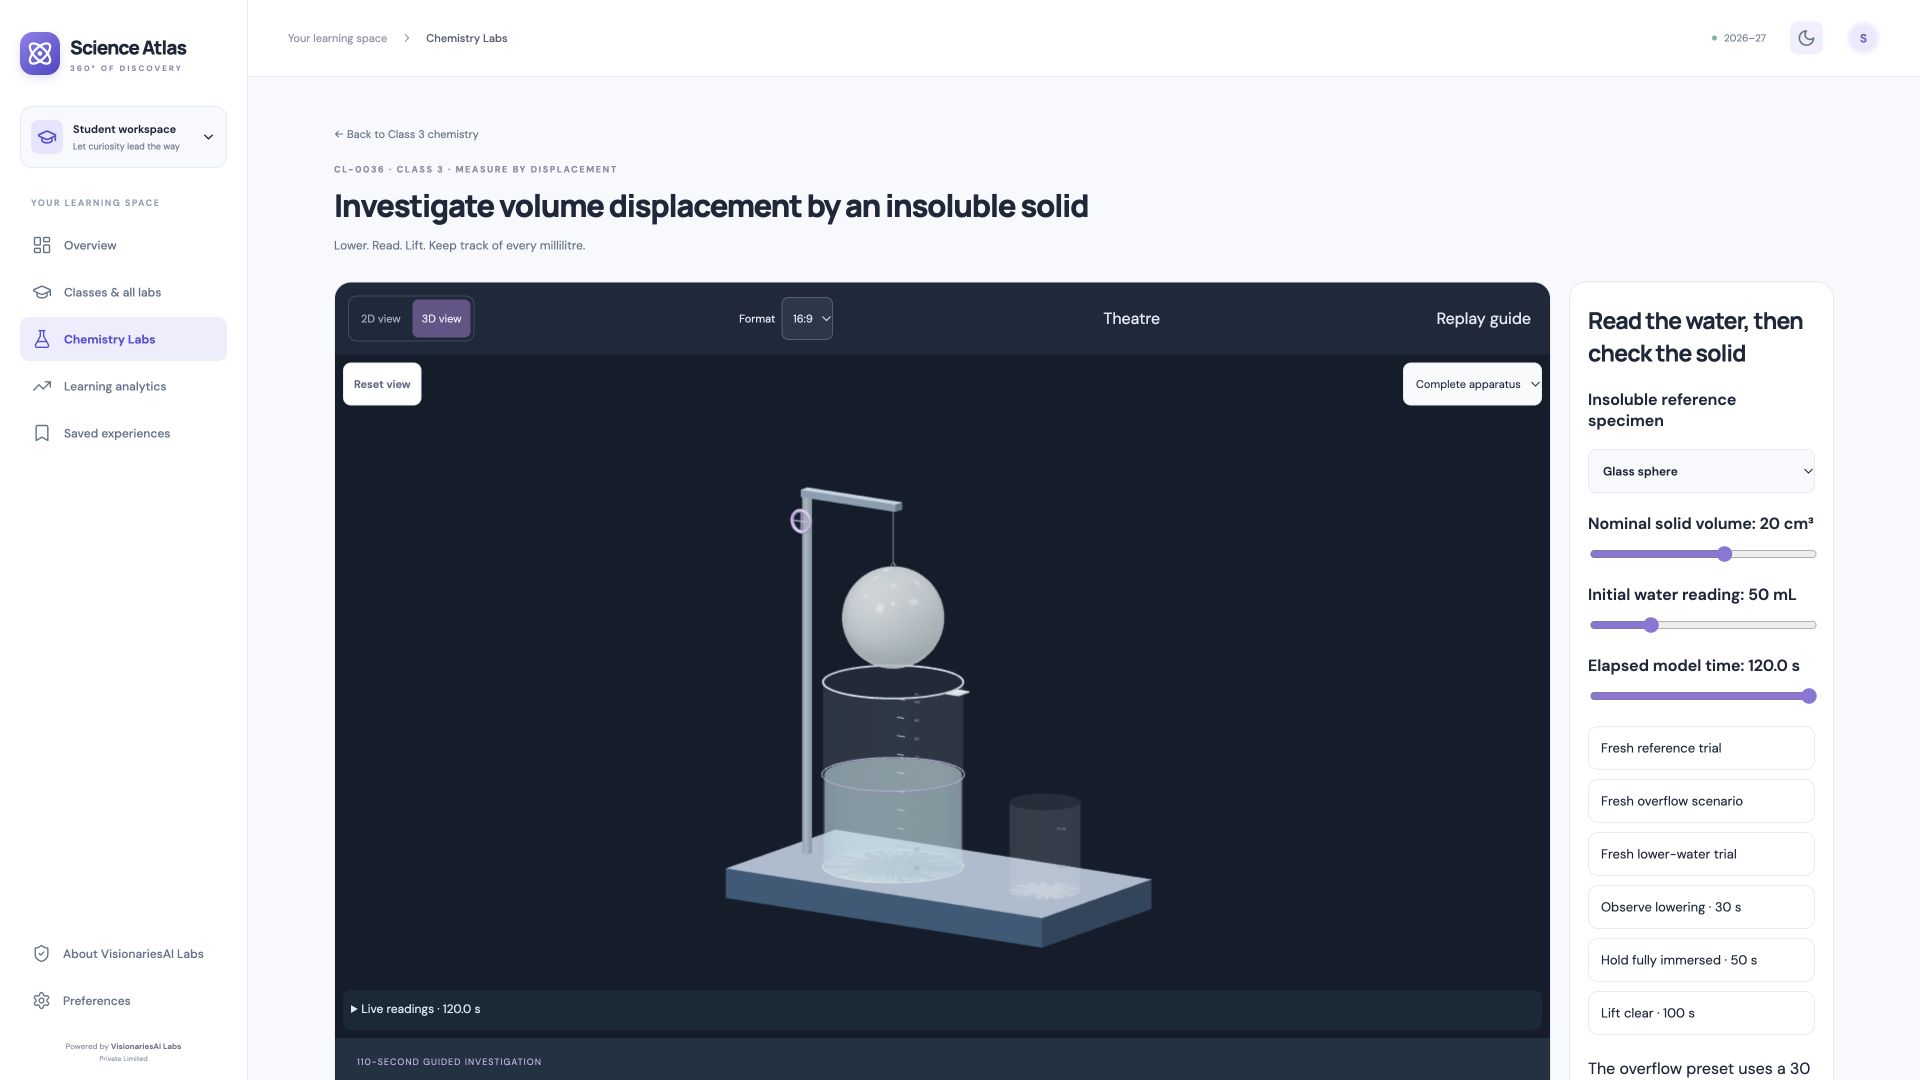 Science Atlas
360° OF DISCOVERY
Student workspace
Let curiosity lead the way
YOUR LEARNING SPACE
Overview
Classes & all labs
Chemistry Labs
Learning analytics
Saved experiences
About VisionariesAI Labs
Preferences
Powered by VisionariesAI Labs
Private Limited
Your learning space
Chemistry Labs
2026–27
S
← Back to Class 3 chemistry
CL-0036 · CLASS 3 · MEASURE BY DISPLACEMENT
Investigate volume displacement by an insoluble solid
Lower. Read. Lift. Keep track of every millilitre.
2D view
3D view
Format
16:9
Theatre
Replay guide
Reset view
Complete apparatus
Live readings · 120.0 s
110-SECOND GUIDED INVESTIGATION
Read the water, then
check the solid
Insoluble reference
specimen
Glass sphere
Nominal solid volume: 20 cm³
Initial water reading: 50 mL
Elapsed model time: 120.0 s
Fresh reference trial
Fresh overflow scenario
Fresh lower-water trial
Observe lowering · 30 s
Hold fully immersed · 50 s
Lift clear · 100 s
The overflow preset uses a 30